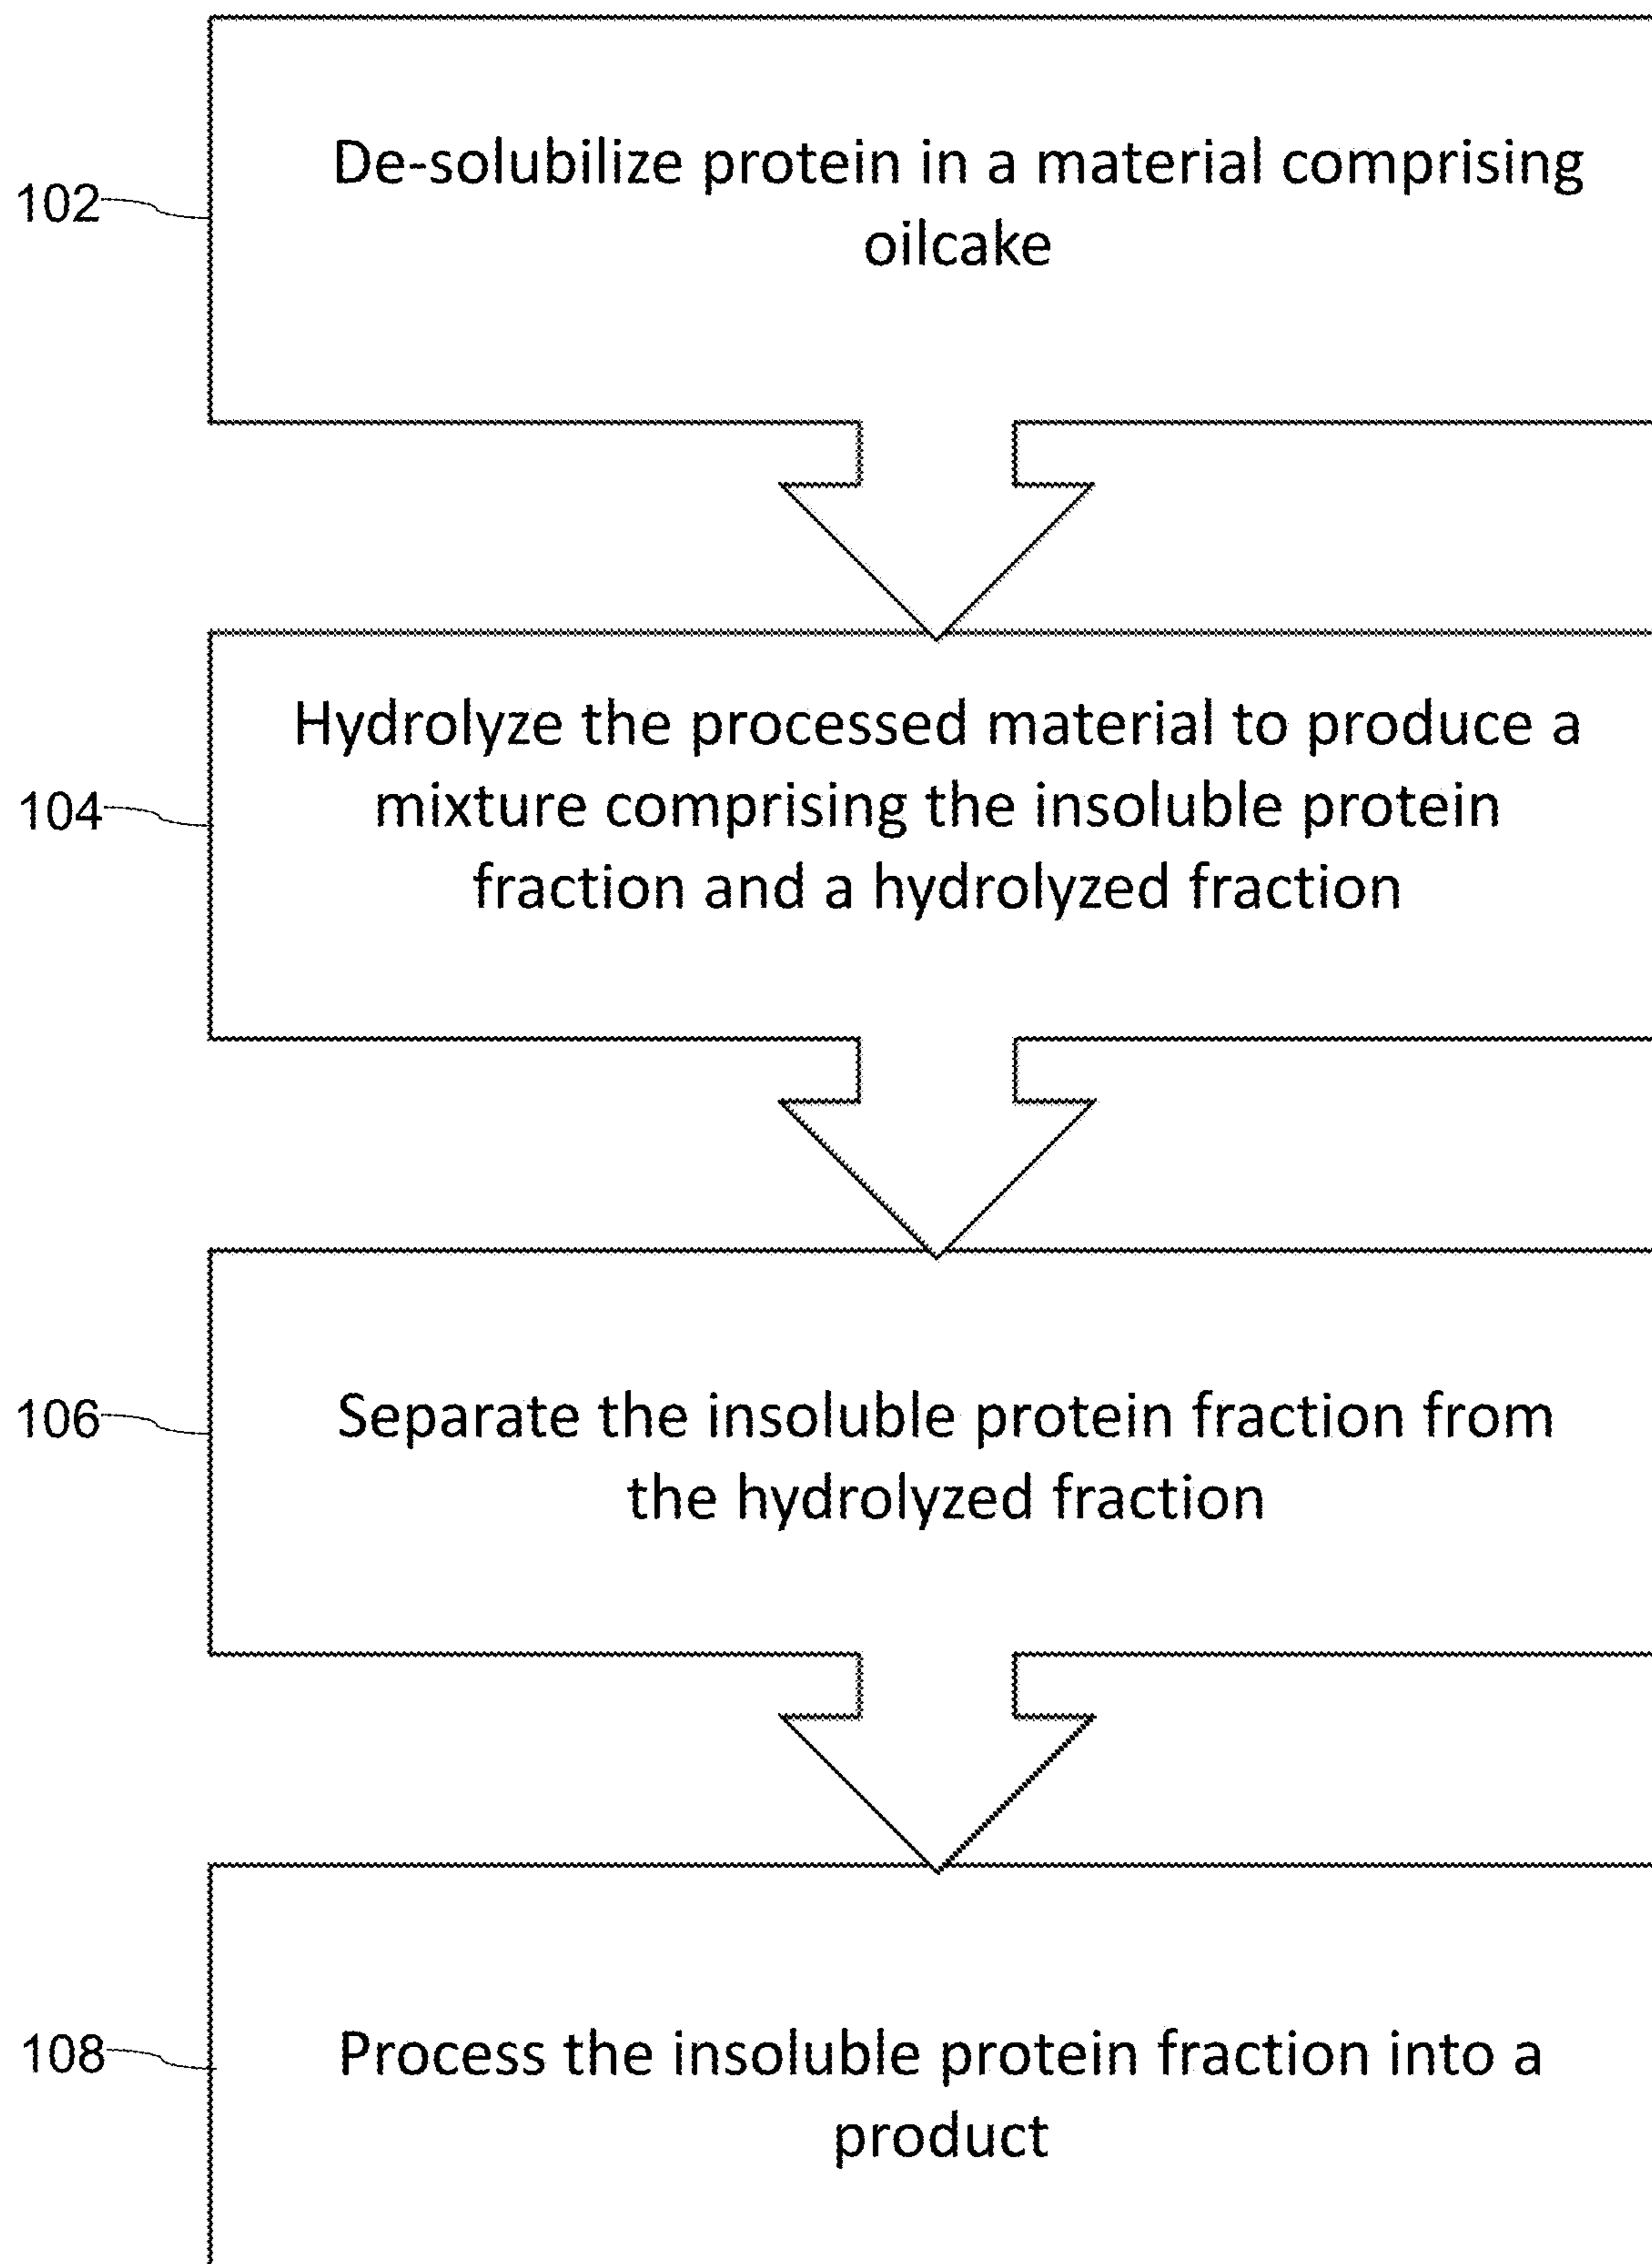 102
De-solubilize protein in a material comprising
oilcake
104
Hydrolyze the processed material to produce a
mixture comprising the insoluble protein
fraction and a hydrolyzed fraction
106
Separate the insoluble protein fraction from
the hydrolyzed fraction
108
Process the insoluble protein fraction into a
product